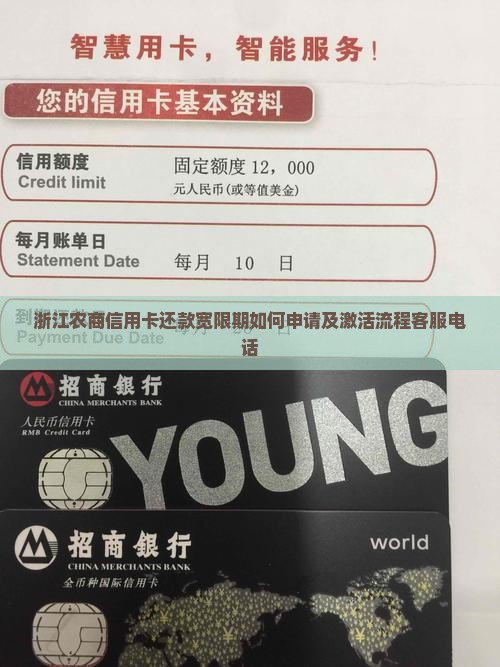 智慧用卡，智能服务！
您的信用卡基本资料
信用额度 固定额度 12，000
Credit limit 元人民币(或等值美金)
每月账单日
Statement Date 每月 10 日
浙江农商信用卡还款宽限期如何申请及激活流程客服电
话
Payment Due Date
招商银行
CHINA MERCHANTS BANK
人民币信用卡
RMB Credit Card
YOUNG
招商银行 world
CHINA MERCHANTS BANK
全币种国际信用卡